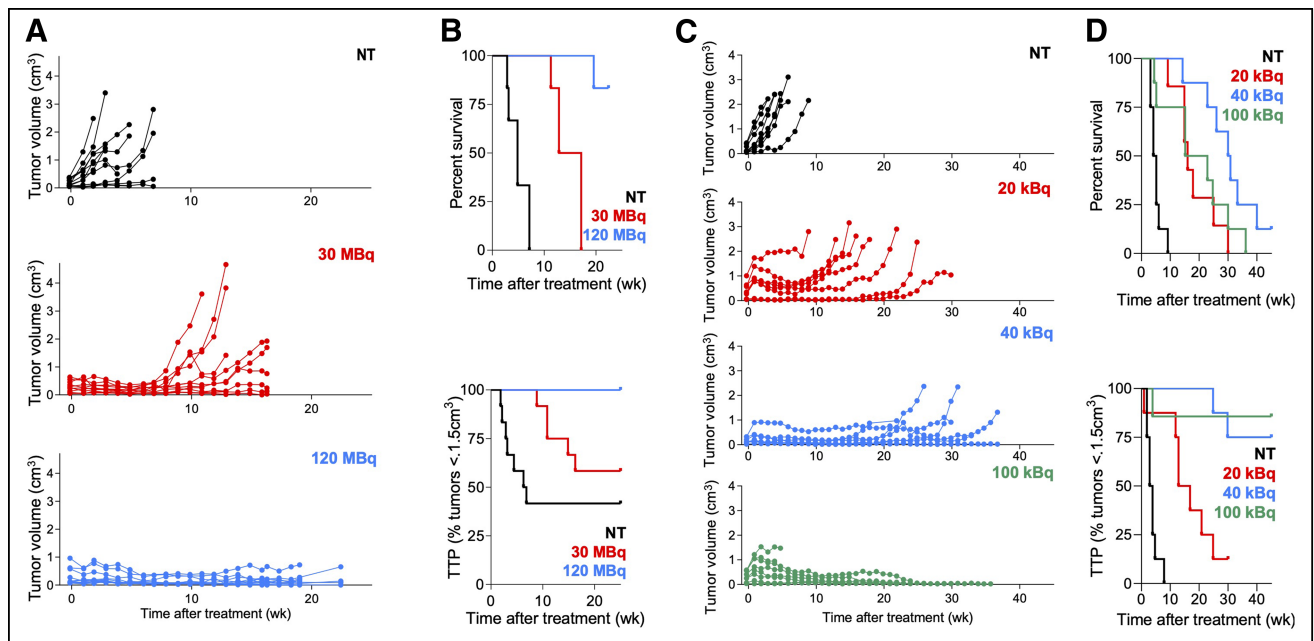 A
NT
Tumor volume (cm³)
4
3
2
1
0
0
10
20
30 MBq
Tumor volume (cm³)
4
3
2
1
0
0
10
20
120 MBq
Tumor volume (cm³)
4
3
2
1
0
0
10
20
Time after treatment (wk)
B
Percent survival
100
75
50
25
0
NT
30 MBq
120 MBq
0
10
20
Time after treatment (wk)
TTP (% tumors <.1.5cm³)
100
75
50
25
0
NT
30 MBq
120 MBq
0
10
20
Time after treatment (wk)
C
NT
Tumor volume (cm³)
4
3
2
1
0
0
10
20
30
40
20 kBq
Tumor volume (cm³)
4
3
2
1
0
0
10
20
30
40
40 kBq
Tumor volume (cm³)
4
3
2
1
0
0
10
20
30
40
100 kBq
Tumor volume (cm³)
4
3
2
1
0
0
10
20
30
40
Time after treatment (wk)
D
NT
20 kBq
40 kBq
100 kBq
Percent survival
100
75
50
25
0
0
10
20
30
40
Time after treatment (wk)
TTP (% tumors <.1.5cm³)
100
75
50
25
0
NT
20 kBq
40 kBq
100 kBq
0
10
20
30
40
Time after treatment (wk)